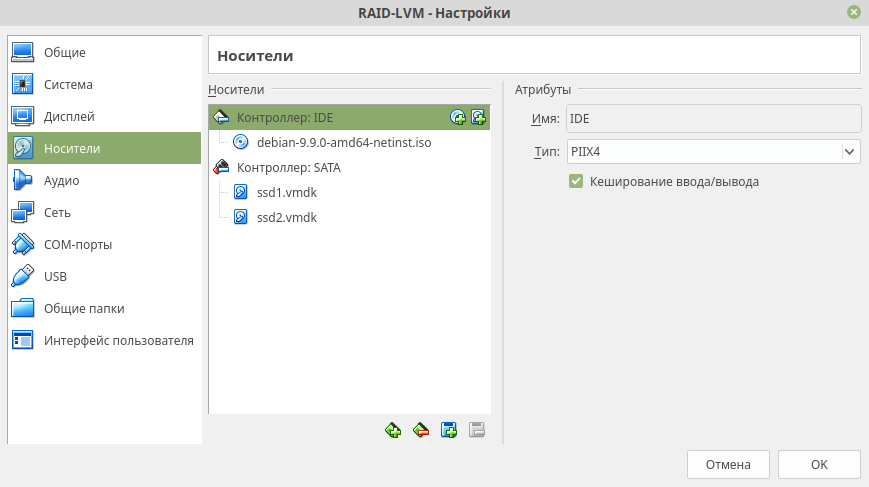 RAID-LVM - Настройки
Общие
Система
Дисплей
Носители
Аудио
Сеть
COM-порты
USB
Общие папки
Интерфейс пользователя
Носители
Носители
Контроллер: IDE
debian-9.9.0-amd64-netinst.iso
Контроллер: SATA
ssd1.vmdk
ssd2.vmdk
Атрибуты
Имя: IDE
Тип: PIIX4
Кеширование ввода/вывода
Отмена OK